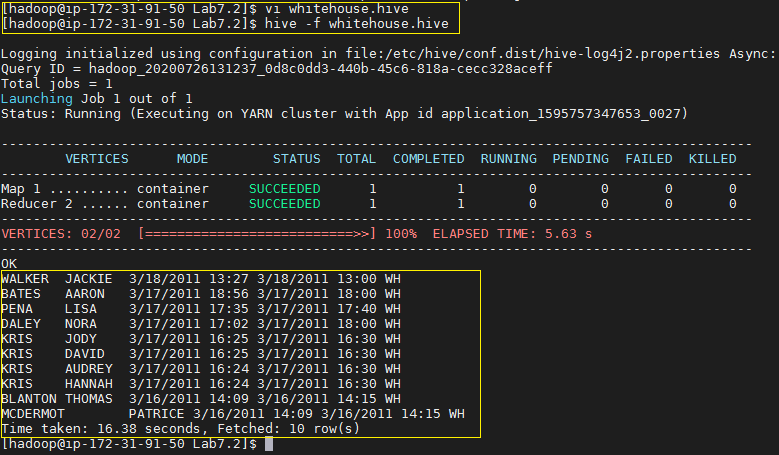 [hadoop@ip-172-31-91-50 Lab7.2]$ vi whitehouse.hive
[hadoop@ip-172-31-91-50 Lab7.2]$ hive -f whitehouse.hive
Logging initialized using configuration in file:/etc/hive/conf.dist/hive-log4j2.properties Async:
Query ID = hadoop_20200726131237_0d8c0dd3-440b-45c6-818a-cecc328aceff
Total jobs = 1
Launching Job 1 out of 1
Status: Running (Executing on YARN cluster with App id application_1595757347653_0027)
----------------------------------------------------------------------------------------------
VERTICES MODE STATUS TOTAL COMPLETED RUNNING PENDING FAILED KILLED
----------------------------------------------------------------------------------------------
Map 1 .......... container SUCCEEDED 1 1 0 0 0 0
Reducer 2 ...... container SUCCEEDED 1 1 0 0 0 0
----------------------------------------------------------------------------------------------
VERTICES: 02/02 [==========================>>] 100% ELAPSED TIME: 5.63 s
----------------------------------------------------------------------------------------------
OK
WALKER JACKIE 3/18/2011 13:27 3/18/2011 13:00 WH
BATES AARON 3/17/2011 18:56 3/17/2011 18:00 WH
PENA LISA 3/17/2011 17:35 3/17/2011 17:40 WH
DALEY NORA 3/17/2011 17:02 3/17/2011 18:00 WH
KRIS JODY 3/17/2011 16:25 3/17/2011 16:30 WH
KRIS DAVID 3/17/2011 16:25 3/17/2011 16:30 WH
KRIS AUDREY 3/17/2011 16:24 3/17/2011 16:30 WH
KRIS HANNAH 3/17/2011 16:24 3/17/2011 16:30 WH
BLANTON THOMAS 3/16/2011 14:09 3/16/2011 14:15 WH
MCDERMOT PATRICE 3/16/2011 14:09 3/16/2011 14:15 WH
Time taken: 16.38 seconds, Fetched: 10 row(s)
[hadoop@ip-172-31-91-50 Lab7.2]$